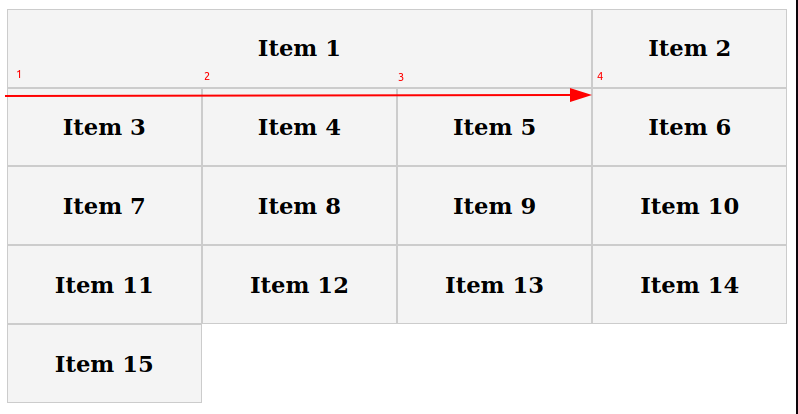 Item 1 Item 2
1 2 3 4
Item 3 Item 4 Item 5 Item 6
Item 7 Item 8 Item 9 Item 10
Item 11 Item 12 Item 13 Item 14
Item 15